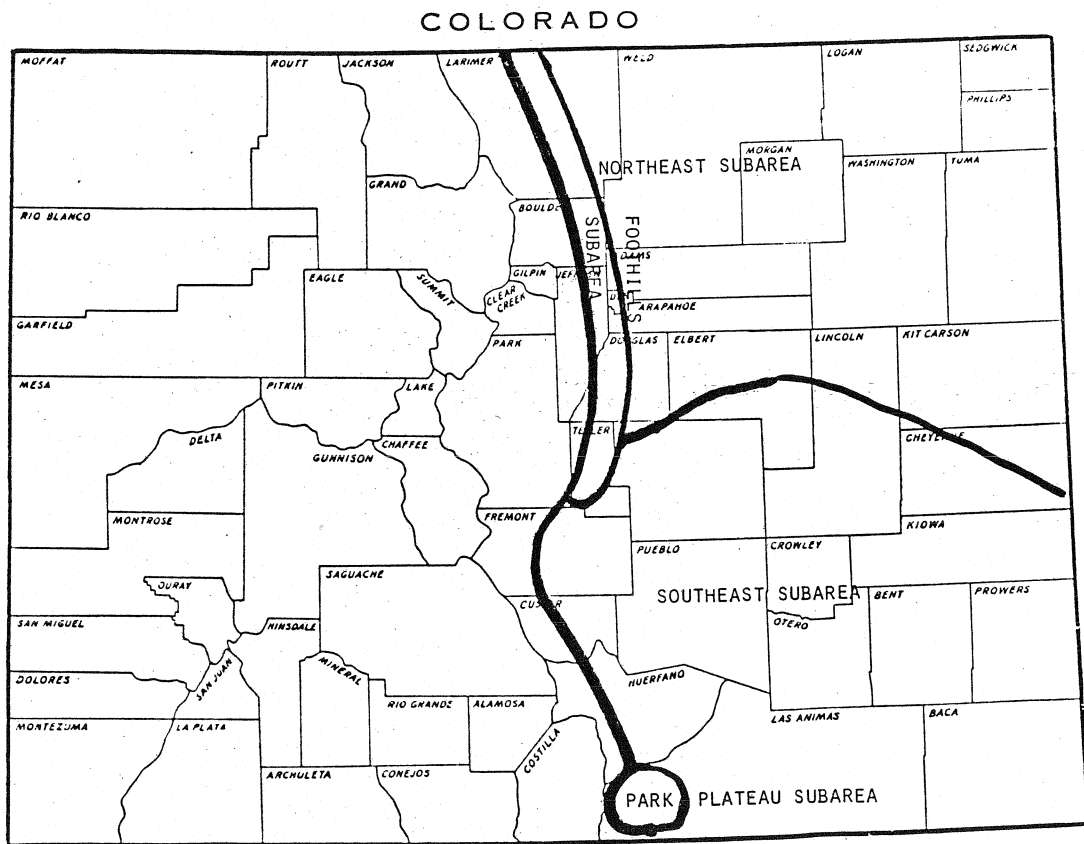 COLORADO
MOFFAT
ROUTT
JACKSON
LARIMER
WELD
LOGAN
SEDGWICK
PHILLIPS
MORGAN
WASHINGTON
YUMA
NORTHEAST SUBAREA
GRAND
RIO BLANCO
BOULDE
FOOTHILLS
SUBAREA
DAMS
EAGLE
SUMMIT
GILPIN
CLEAR
CREEK
ARAPAHOE
GARFIELD
PARK
DOUGLAS
ELBERT
LINCOLN
KIT CARSON
MESA
PITKIN
LAKE
DELTA
GUNNISON
CHAFFEE
TELLER
CHEYENNE
MONTROSE
FREMONT
KIOWA
PUEBLO
CROWLEY
OURAY
SAGUACHE
SOUTHEAST SUBAREA
BENT
PROWERS
SAN MIGUEL
HINSDALE
CUSTER
OTERO
DOLORES
SAN JUAN
MINERAL
HUERFANO
RIO GRANDE
ALAMOSA
MONTEZUMA
LA PLATA
LAS ANIMAS
BACA
ARCHULETA
CONEJOS
COSTILLA
PARK PLATEAU SUBAREA